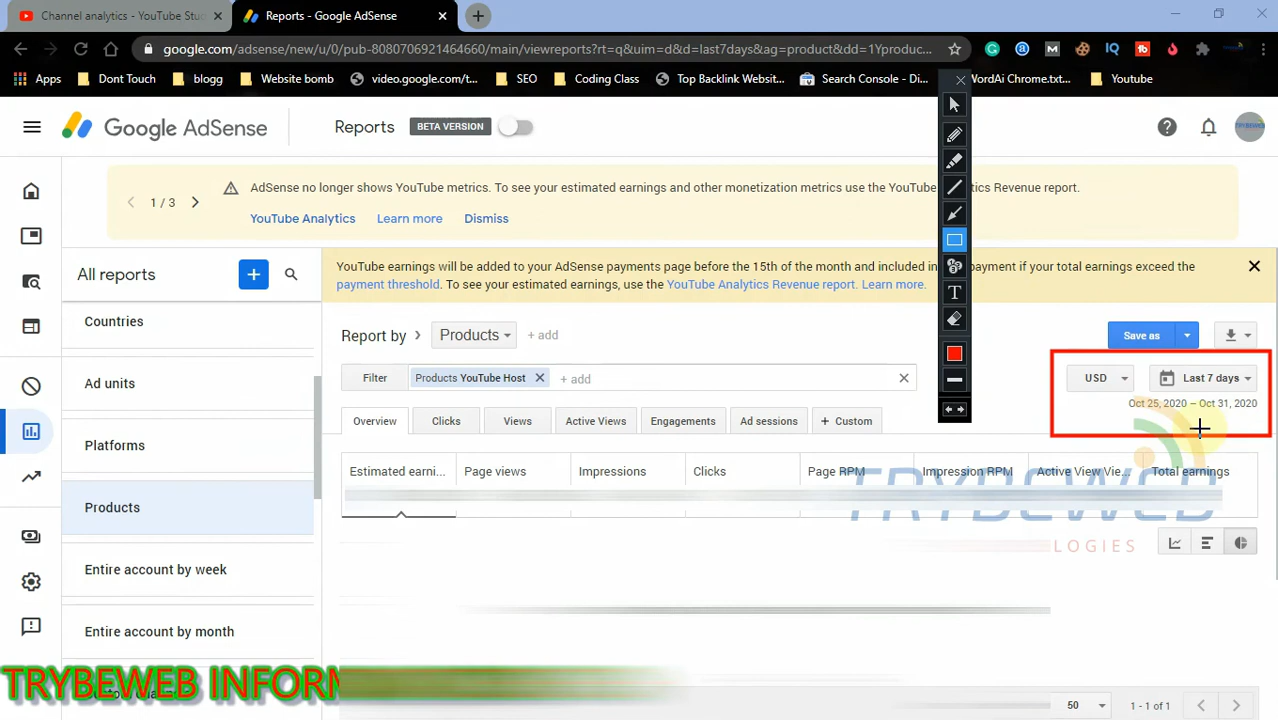 Channel analytics - YouTube Stu
Reports - Google AdSense
google.com/adsense/new/u/0/pub-8080706921464660/main/viewreports?rt=q&uim=d&d=last7days&ag=product&dd=1Yproduc...
Apps
Dont Touch
blogg
Website bomb
video.google.com/t...
SEO
Coding Class
Top Backlink Website...
Search Console - Di...
WordAi Chrome.txt...
Youtube
Google AdSense
Reports
BETA VERSION
TRYBEWEB
1 / 3
AdSense no longer shows YouTube metrics. To see your estimated earnings and other monetization metrics use the YouTube Analytics Revenue report.
YouTube Analytics
Learn more
Dismiss
All reports
YouTube earnings will be added to your AdSense payments page before the 15th of the month and included in payment if your total earnings exceed the
payment threshold. To see your estimated earnings, use the YouTube Analytics Revenue report. Learn more.
Countries
Ad units
Platforms
Products
Entire account by week
Entire account by month
Report by
Products
+ add
Save as
Filter
Products YouTube Host
+ add
USD
Last 7 days
Oct 25, 2020 – Oct 31, 2020
Overview
Clicks
Views
Active Views
Engagements
Ad sessions
+ Custom
Estimated earni...
Page views
Impressions
Clicks
Page RPM
Impression RPM
Active View Vie...
Total earnings
TRYBEWEB
LOGIES
TRYBEWEB INFORM
50
1 - 1 of 1